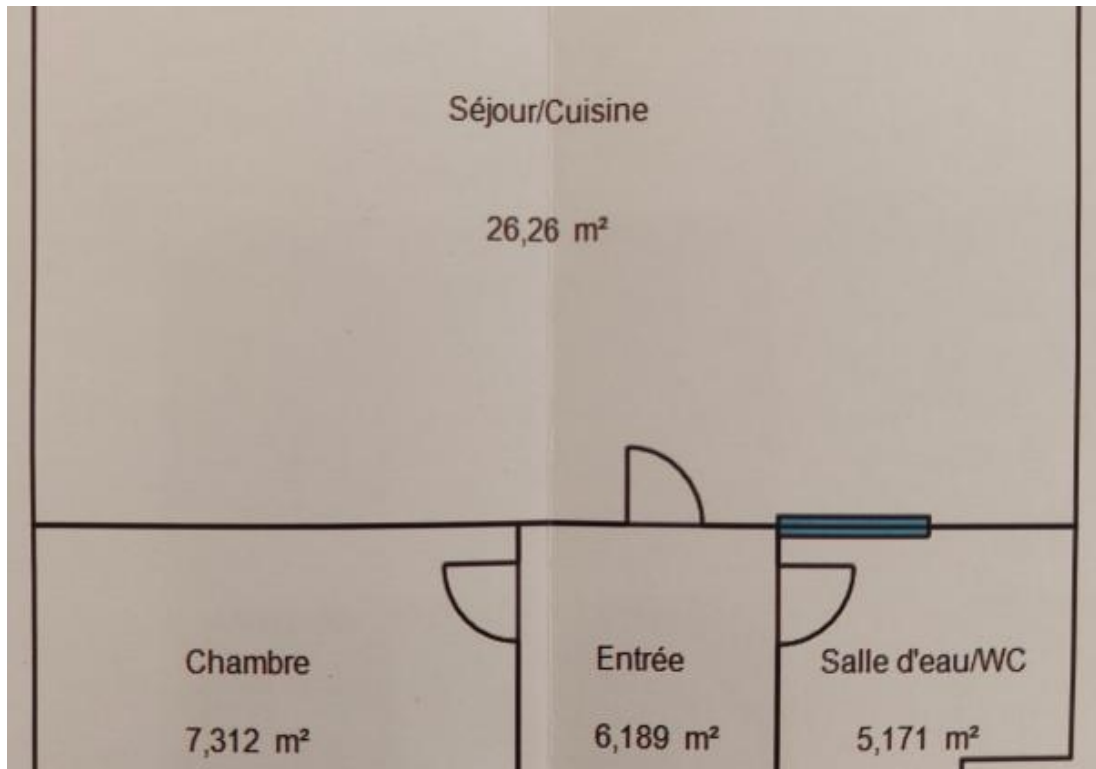 Séjour/Cuisine
26,26 m²
Chambre
7,312 m²
Entrée
6,189 m²
Salle d'eau/WC
5,171 m²